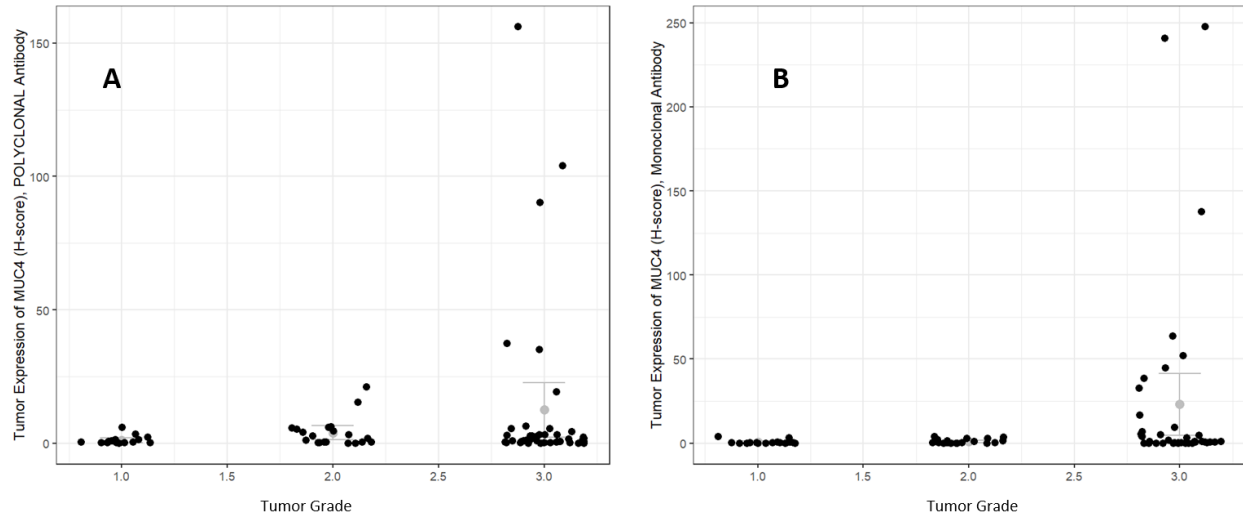 A
Tumor Expression of MUC4 (H-score), POLYCLONAL Antibody
150
100
50
0
1.0 1.5 2.0 2.5 3.0
Tumor Grade
B
Tumor Expression of MUC4 (H-score), Monoclonal Antibody
250
200
150
100
50
0
1.0 1.5 2.0 2.5 3.0
Tumor Grade